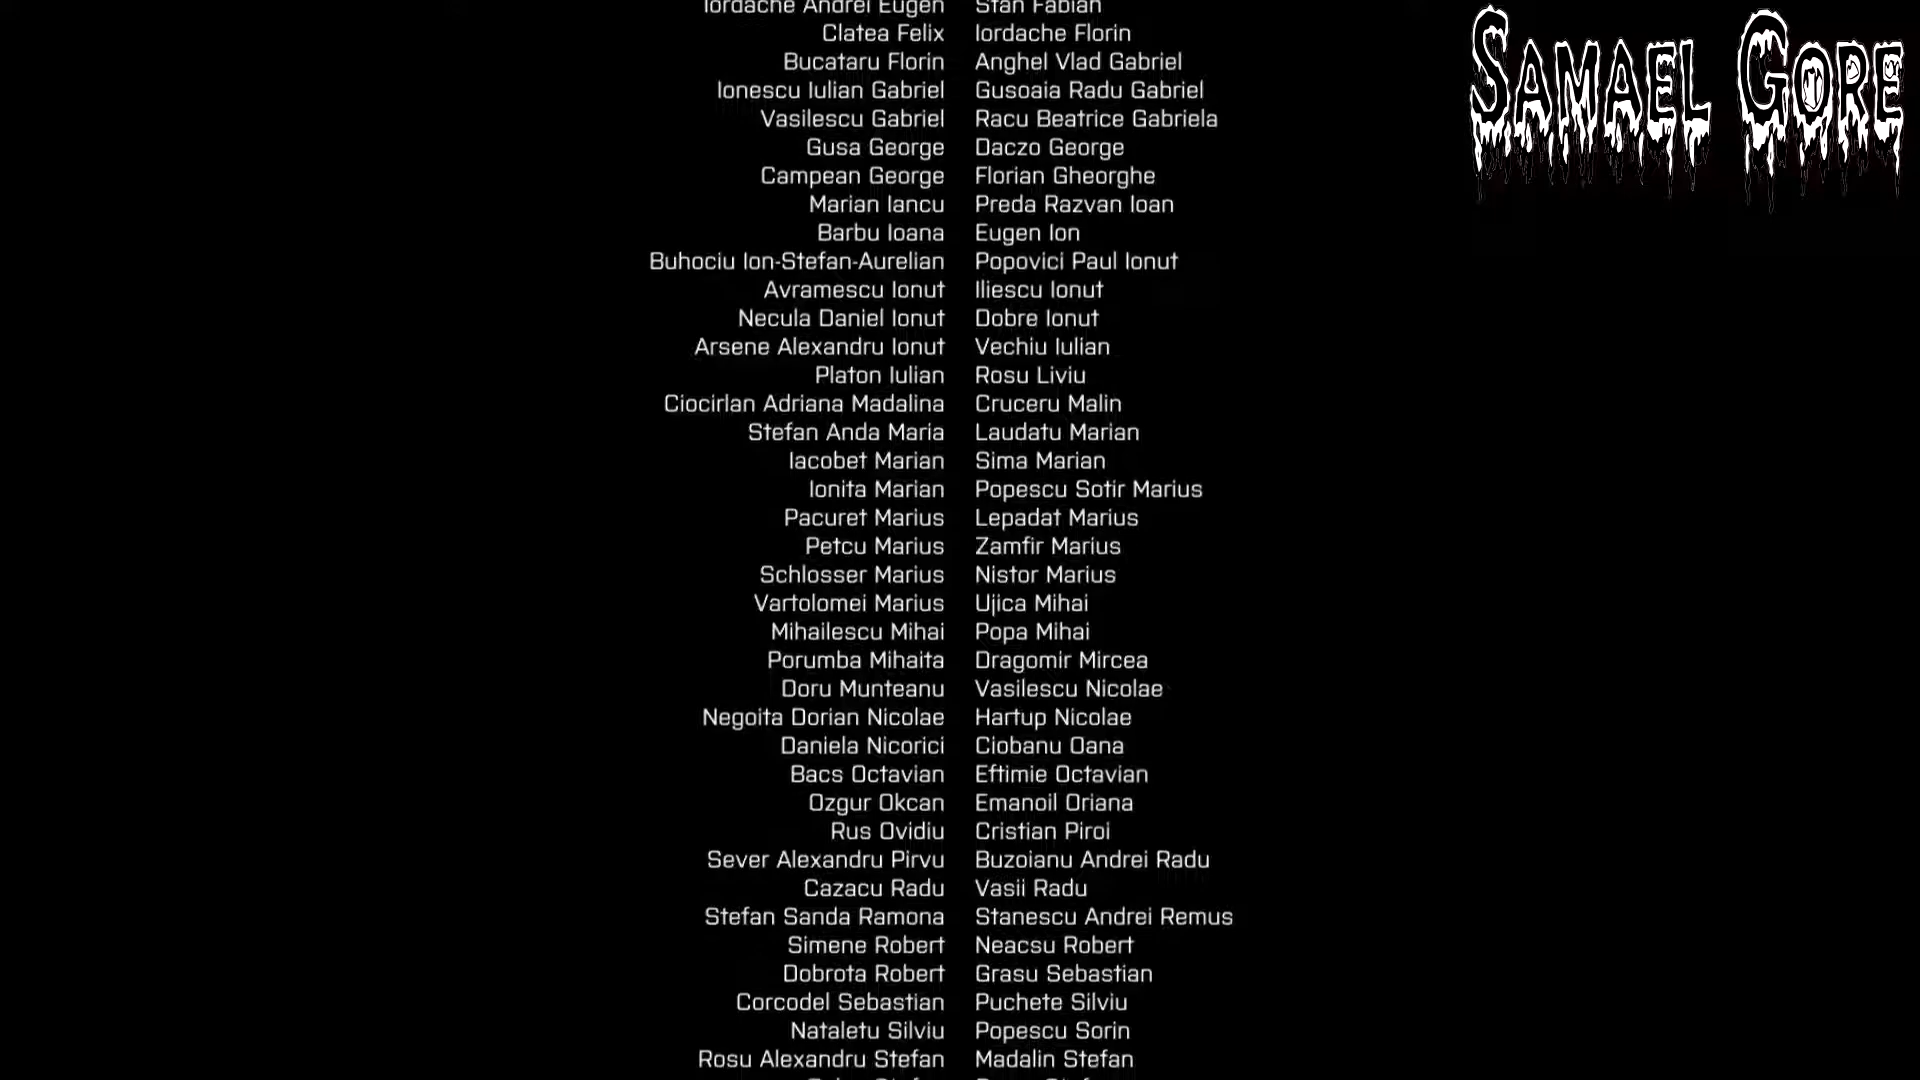 Iordache Andrei Eugen Stan Fabian
Clatea Felix Iordache Florin
Bucataru Florin Anghel Vlad Gabriel
Ionescu Iulian Gabriel Gusoaia Radu Gabriel
Vasilescu Gabriel Racu Beatrice Gabriela
Gusa George Daczo George
Campean George Florian Gheorghe
Marian Iancu Preda Razvan Ioan
Barbu Ioana Eugen Ion
Buhociu Ion-Stefan-Aurelian Popovici Paul Ionut
Avramescu Ionut Iliescu Ionut
Necula Daniel Ionut Dobre Ionut
Arsene Alexandru Ionut Vechiu Iulian
Platon Iulian Rosu Liviu
Ciocirlan Adriana Madalina Cruceru Malin
Stefan Anda Maria Laudatu Marian
Iacobet Marian Sima Marian
Ionita Marian Popescu Sotir Marius
Pacuret Marius Lepadat Marius
Petcu Marius Zamfir Marius
Schlosser Marius Nistor Marius
Vartolomei Marius Ujica Mihai
Mihailescu Mihai Popa Mihai
Porumba Mihaita Dragomir Mircea
Doru Munteanu Vasilescu Nicolae
Negoita Dorian Nicolae Hartup Nicolae
Daniela Nicorici Ciobanu Oana
Bacs Octavian Eftimie Octavian
Ozgur Okcan Emanoil Oriana
Rus Ovidiu Cristian Piroi
Sever Alexandru Pirvu Buzoianu Andrei Radu
Cazacu Radu Vasii Radu
Stefan Sanda Ramona Stanescu Andrei Remus
Simene Robert Neacsu Robert
Dobrota Robert Grasu Sebastian
Corcodel Sebastian Puchete Silviu
Nataletu Silviu Popescu Sorin
Rosu Alexandru Stefan Madalin Stefan
SAMAEL GORE